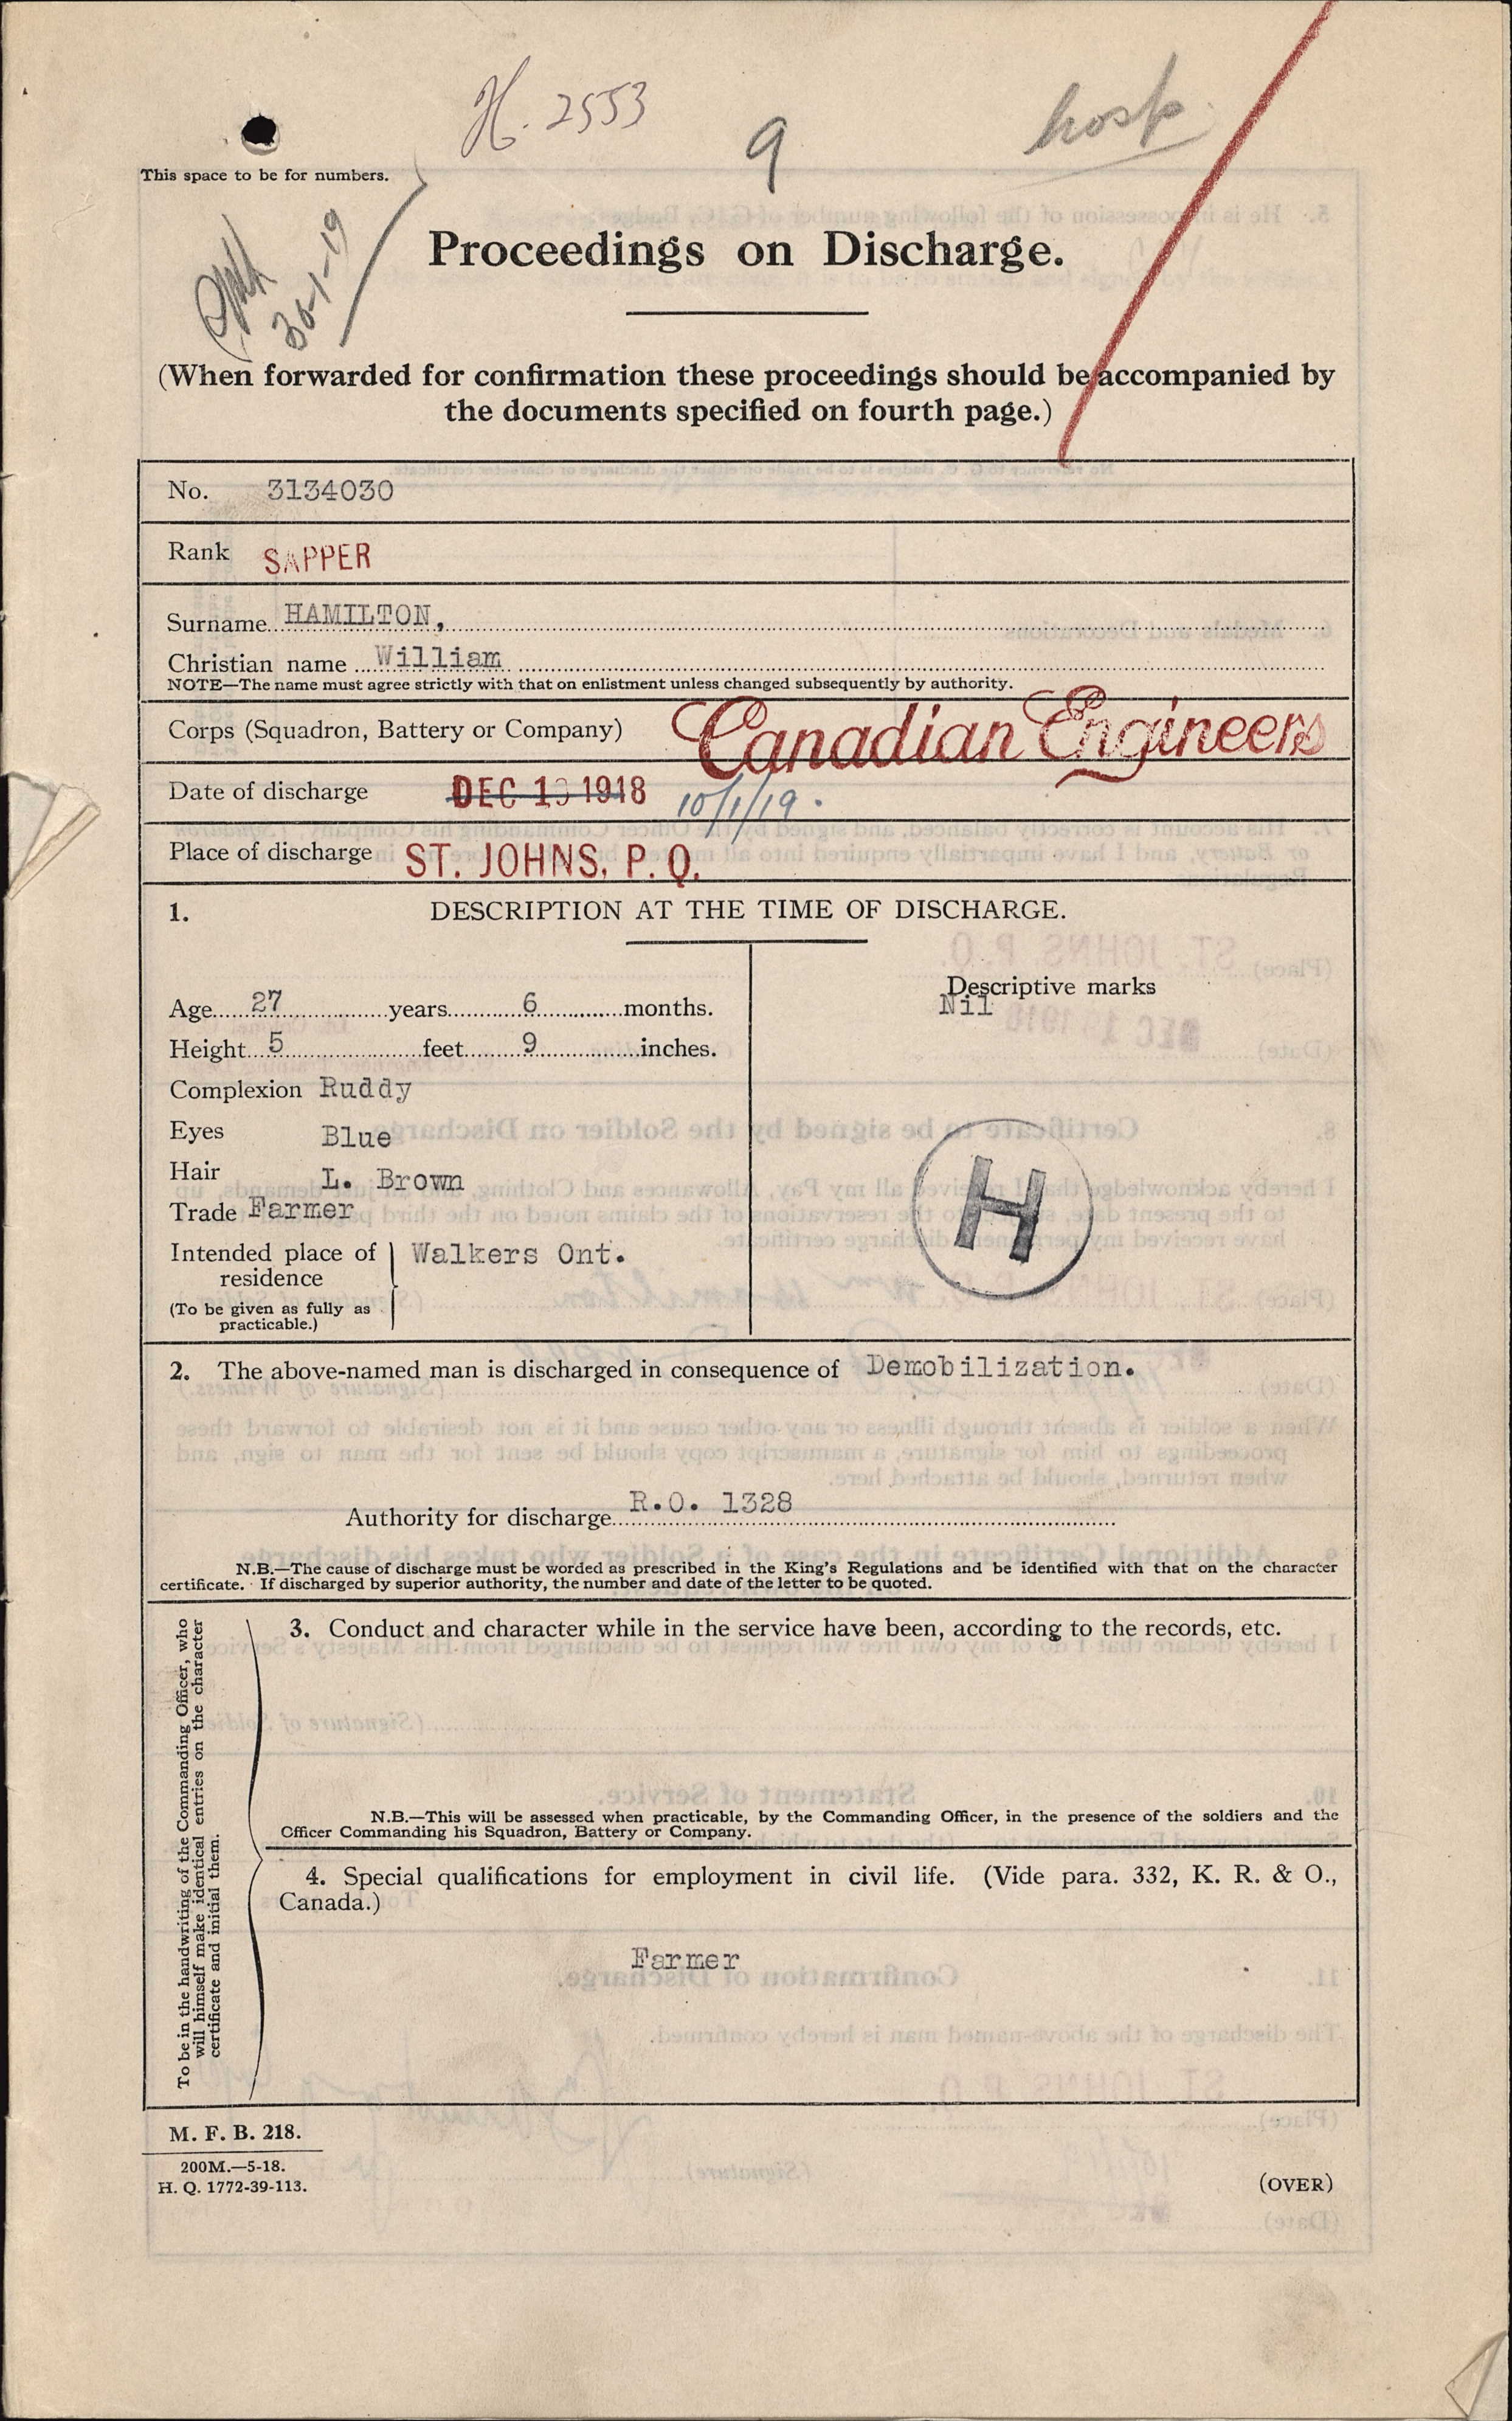 H. 2553
9
hosp.
This space to be for numbers.
30-1-19
Proceedings on Discharge.
(When forwarded for confirmation these proceedings should be accompanied by
the documents specified on fourth page.)
No. 3134030
Rank SAPPER
Surname HAMILTON,
Christian name William
NOTE—The name must agree strictly with that on enlistment unless changed subsequently by authority.
Corps (Squadron, Battery or Company) Canadian Engineers
Date of discharge DEC 1 1918 10/1/19.
Place of discharge ST. JOHNS, P. Q.
1. DESCRIPTION AT THE TIME OF DISCHARGE.
Age 27 years 6 months.
Height 5 feet 9 inches.
Complexion Ruddy
Eyes Blue
Hair L. Brown
Trade Farmer
Intended place of residence Walkers Ont.
(To be given as fully as
practicable.)
Descriptive marks
Nil
H
2. The above-named man is discharged in consequence of Demobilization.
Authority for discharge R.O. 1328
N.B.—The cause of discharge must be worded as prescribed in the King's Regulations and be identified with that on the character
certificate. If discharged by superior authority, the number and date of the letter to be quoted.
To be in the handwriting of the Commanding Officer, who
will himself make identical entries on the character
certificate and initial them.
3. Conduct and character while in the service have been, according to the records, etc.
N.B.—This will be assessed when practicable, by the Commanding Officer, in the presence of the soldiers and the
Officer Commanding his Squadron, Battery or Company.
4. Special qualifications for employment in civil life. (Vide para. 332, K. R. & O.,
Canada.)
Farmer
M. F. B. 218.
200M.—5-18.
H. Q. 1772-39-113.
(OVER)